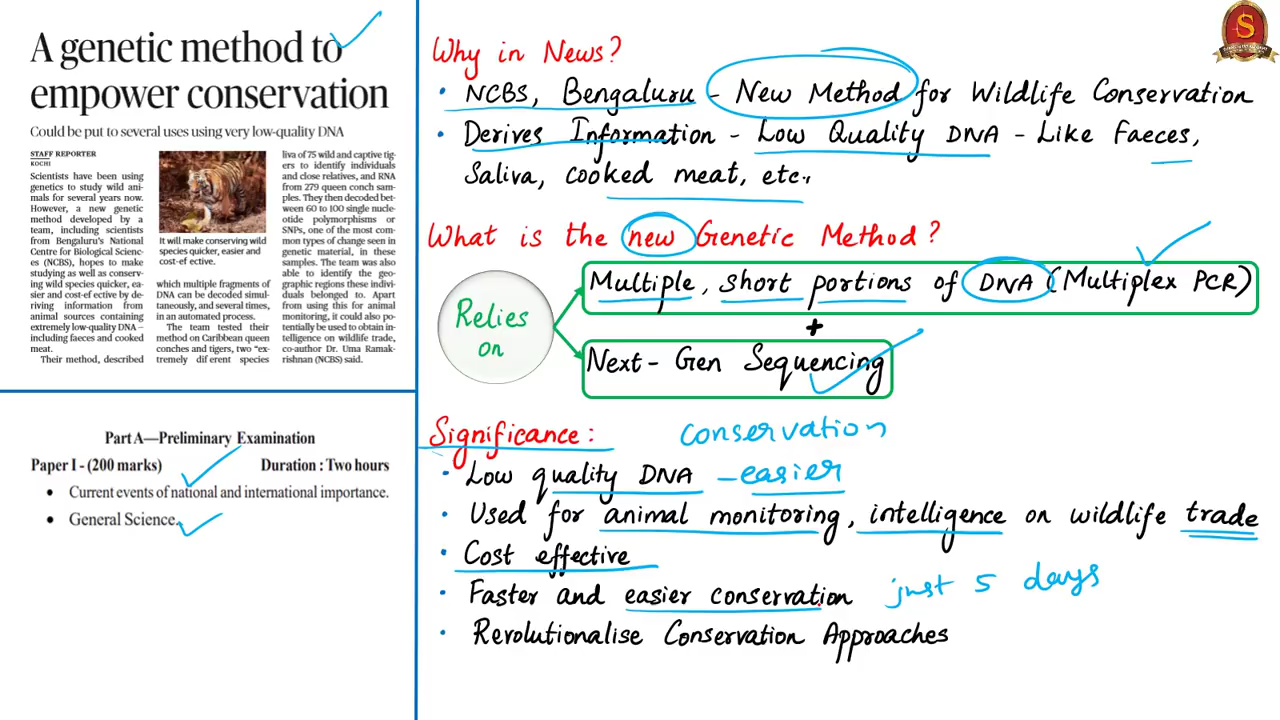 A genetic method to
empower conservation
Could be put to several uses using very low-quality DNA
STAFF REPORTER
KOCHI
Scientists have been using
genetics to study wild ani-
mals for several years now.
However, a new genetic
method developed by a
team, including scientists
from Bengaluru's National
Centre for Biological Scienc-
es (NCBS), hopes to make
studying as well as conserv-
ing wild species quicker, ea-
sier and cost-ef ective by de-
riving information from
animal sources containing
extremely low-quality DNA –
including faeces and cooked
meat.
Their method, described
It will make conserving wild
species quicker, easier and
cost-ef ective.
which multiple fragments of
DNA can be decoded simul-
taneously, and several times,
in an automated process.
The team tested their
method on Caribbean queen
conches and tigers, two "ex-
tremely dif erent species
liva of 75 wild and captive tig-
ers to identify individuals
and close relatives, and RNA
from 279 queen conch sam-
ples. They then decoded bet-
ween 60 to 100 single nucle-
otide polymorphisms or
SNPs, one of the most com-
mon types of change seen in
genetic material, in these
samples. The team was also
able to identify the geo-
graphic regions these indivi-
duals belonged to. Apart
from using this for animal
monitoring, it could also po-
tentially be used to obtain in-
telligence on wildlife trade,
co-author Dr. Uma Ramak-
rishnan (NCBS) said.
Part A—Preliminary Examination
Paper I - (200 marks) Duration : Two hours
• Current events of national and international importance.
• General Science.
S
Why in News?
• NCBS, Bengaluru - New Method for Wildlife Conservation
• Derives Information - Low Quality DNA - Like Faeces,
Saliva, cooked meat, etc.
What is the new Genetic Method?
Relies
on
Multiple, short portions of DNA (Multiplex PCR)
+
Next-Gen Sequencing
Significance: conservation
• Low quality DNA - easier
• Used for animal monitoring, intelligence on wildlife trade
• Cost effective
• Faster and easier conservation just 5 days
• Revolutionalise Conservation Approaches